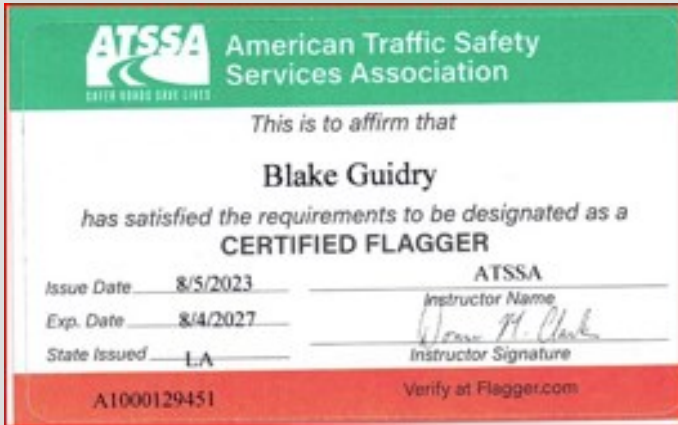 ATSSA
SAFER ROADS SAVE LIVES
American Traffic Safety
Services Association
This is to affirm that
Blake Guidry
has satisfied the requirements to be designated as a
CERTIFIED FLAGGER
Issue Date 8/5/2023
ATSSA
Instructor Name
Exp. Date 8/4/2027
State Issued LA
Instructor Signature
A1000129451
Verify at Flagger.com